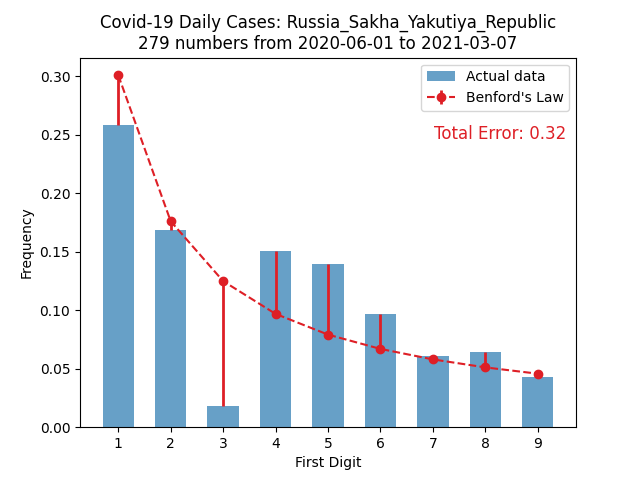 Covid-19 Daily Cases: Russia_Sakha_Yakutiya_Republic
279 numbers from 2020-06-01 to 2021-03-07
Actual data
Benford's Law
Total Error: 0.32
Frequency
0.30
0.25
0.20
0.15
0.10
0.05
0.00
1 2 3 4 5 6 7 8 9
First Digit